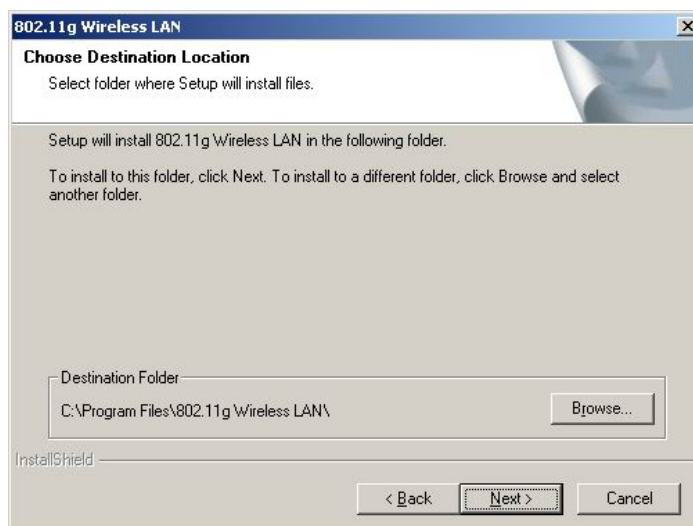 802.11g Wireless LAN
Choose Destination Location
Select folder where Setup will install files.
Setup will install 802.11g Wireless LAN in the following folder.
To install to this folder, click Next. To install to a different folder, click Browse and select
another folder.
Destination Folder
C:\Program Files\802.11g Wireless LAN\
Browse...
InstallShield
< Back
Next >
Cancel